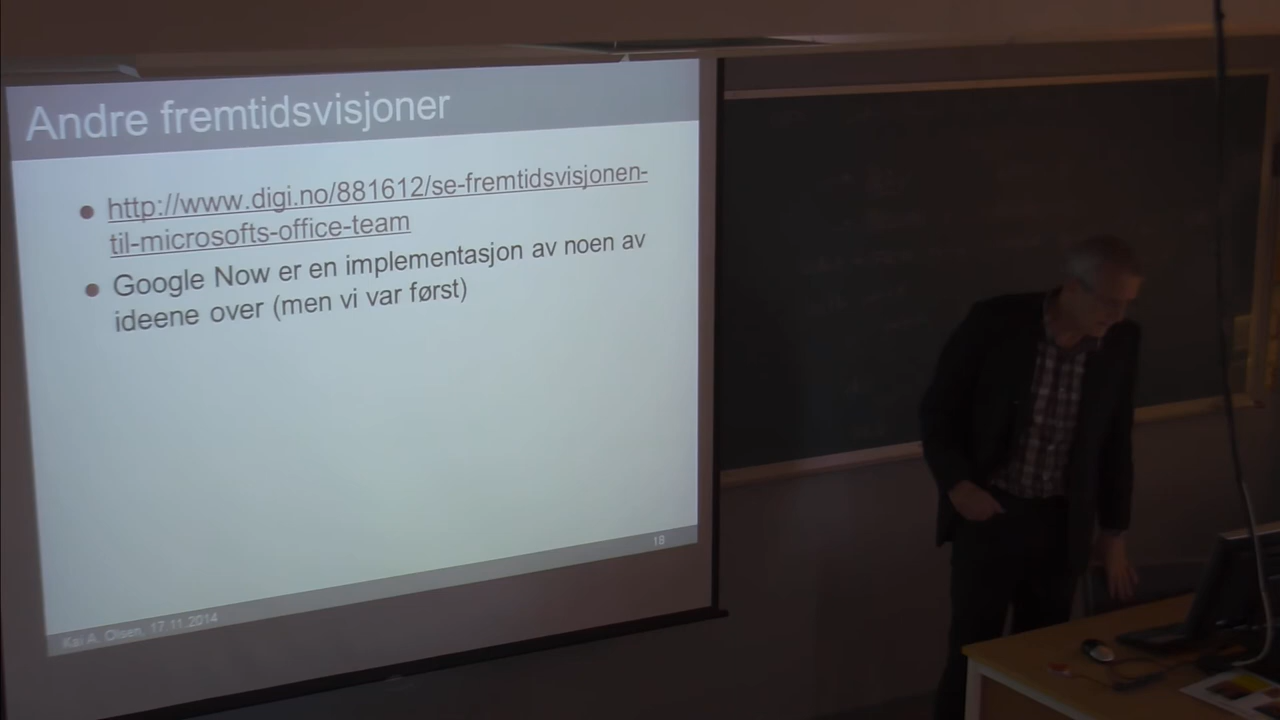 Andre fremtidsvisjoner
● http://www.digi.no/881612/se-fremtidsvisjonen-
til-microsofts-office-team
● Google Now er en implementasjon av noen av
ideene over (men vi var først)
18
Kai A. Olsen, 17.11.2014